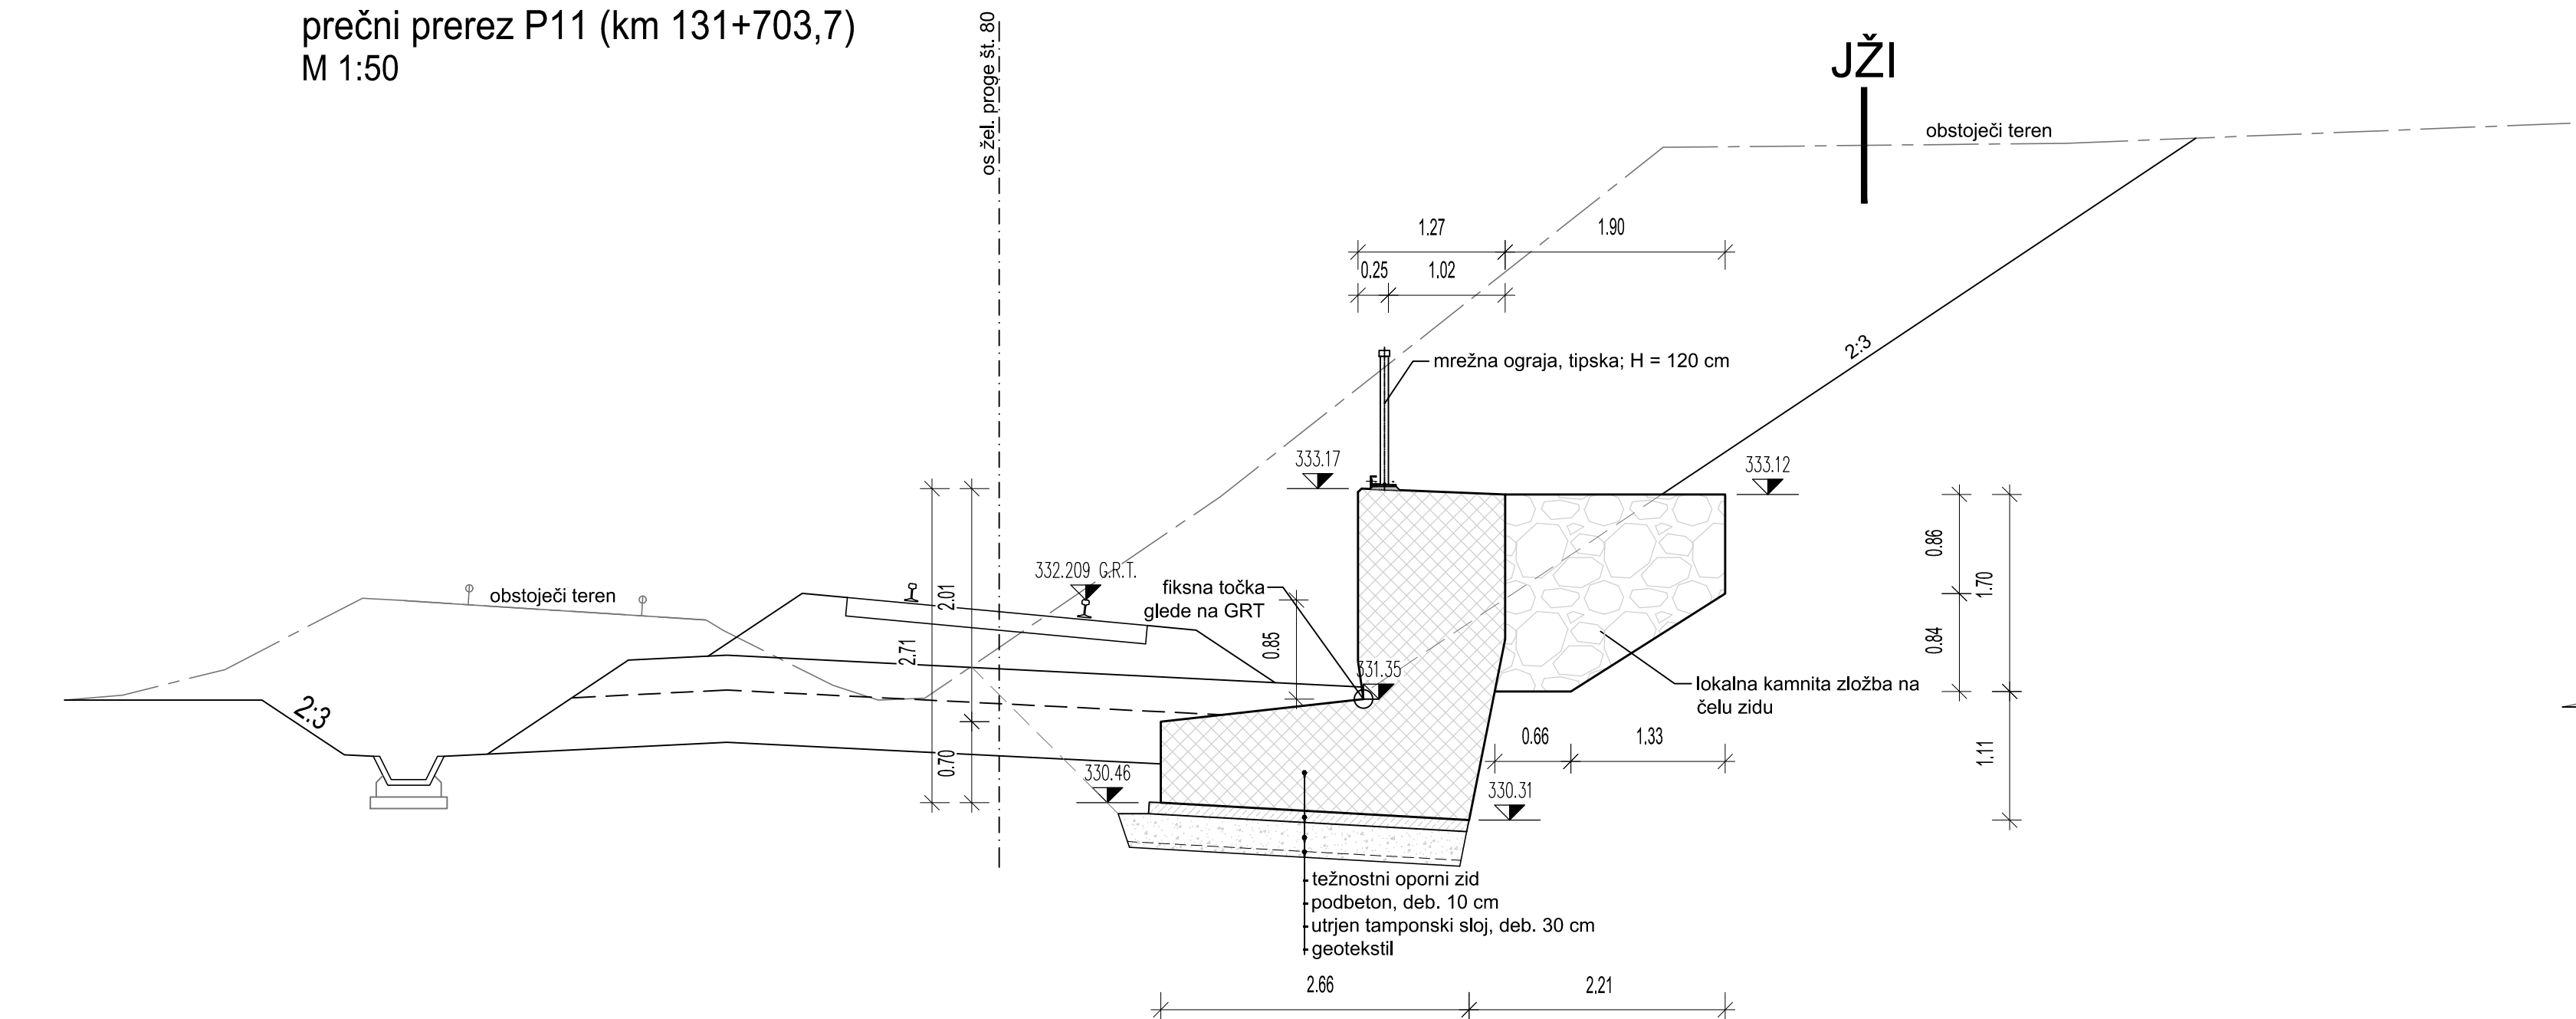 prečni prerez P11 (km 131+703,7)
M 1:50
os žel. proge št. 80
JŽI
obstoječi teren
1.27
1.90
0.25
1.02
2:3
mrežna ograja, tipska; H = 120 cm
333.17
333.12
332.209 G.R.T.
fiksna točka
glede na GRT
obstoječi teren
2.01
2.71
0.85
331.35
0.86
1.70
0.84
lokalna kamnita zložba na
čelu zidu
2:3
0.70
0.66
1.33
1.11
330.46
330.31
težnostni oporni zid
podbeton, deb. 10 cm
utrjen tamponski sloj, deb. 30 cm
geotekstil
2.66
2.21